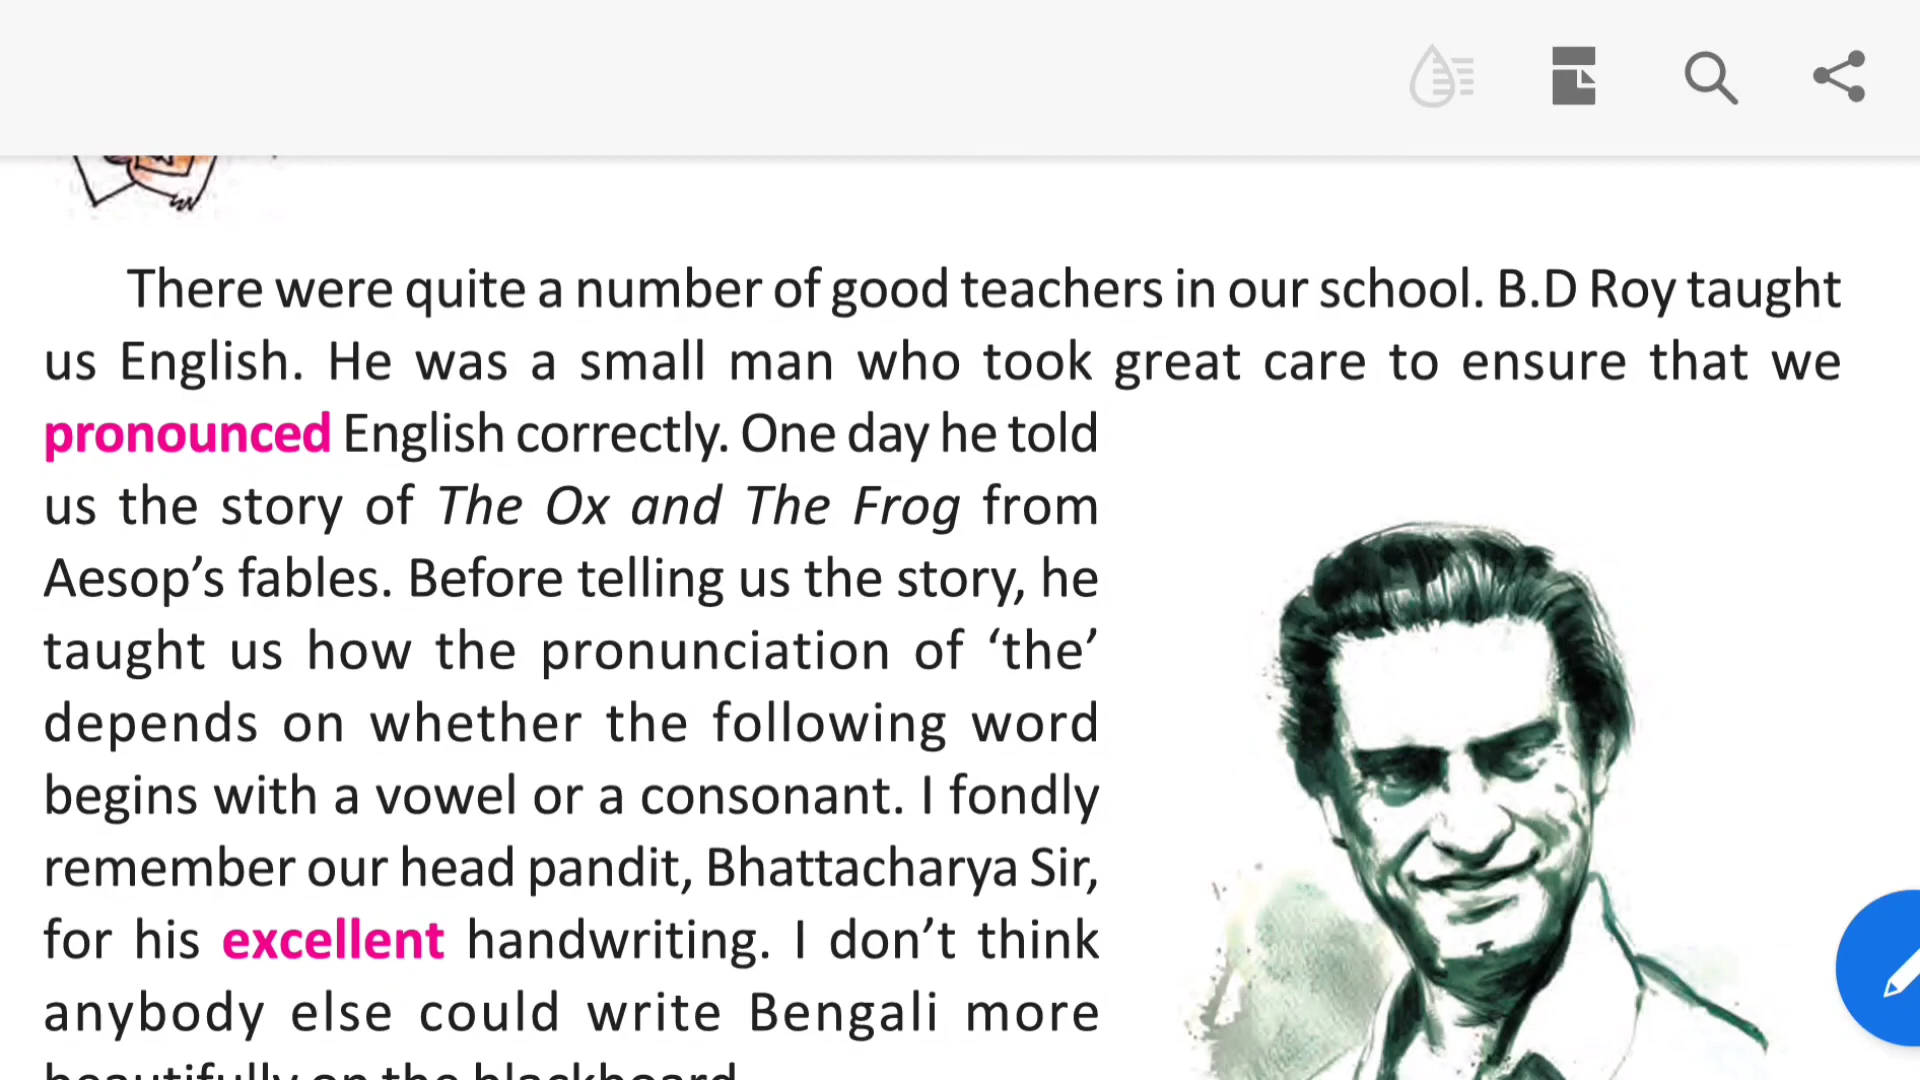 There were quite a number of good teachers in our school. B.D Roy taught
us English. He was a small man who took great care to ensure that we
pronounced English correctly. One day he told
us the story of The Ox and The Frog from
Aesop’s fables. Before telling us the story, he
taught us how the pronunciation of ‘the’
depends on whether the following word
begins with a vowel or a consonant. I fondly
remember our head pandit, Bhattacharya Sir,
for his excellent handwriting. I don’t think
anybody else could write Bengali more
beautifully on the blackboard.